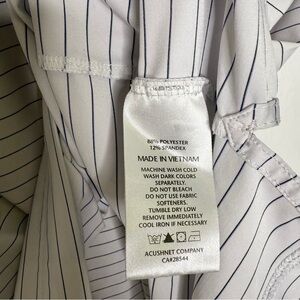 88% POLYESTER
12% SPANDEX
MADE IN VIETNAM
MACHINE WASH COLD
WASH DARK COLORS
SEPARATELY.
DO NOT BLEACH
DO NOT USE FABRIC
SOFTENERS.
TUMBLE DRY LOW
REMOVE IMMEDIATELY
COOL IRON IF NECESSARY
ACUSHNET COMPANY
CA#28544